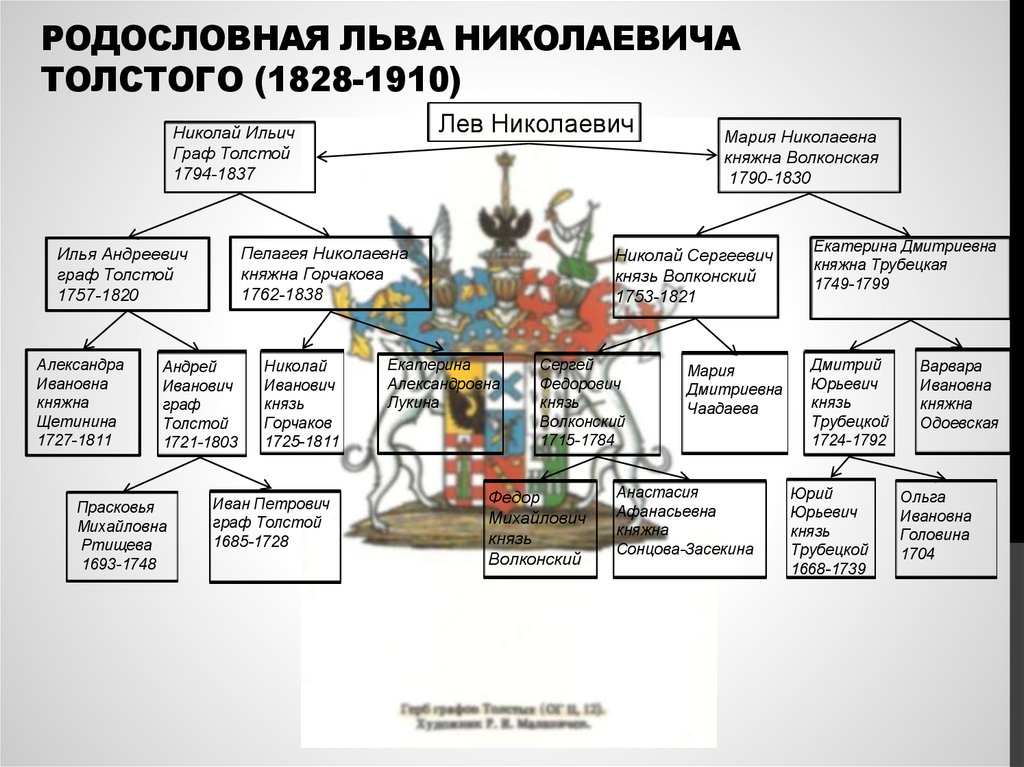 РОДОСЛОВНАЯ ЛЬВА НИКОЛАЕВИЧА
ТОЛСТОГО (1828-1910)
Лев Николаевич
Николай Ильич
Граф Толстой
1794-1837
Мария Николаевна
княжна Волконская
1790-1830
Илья Андреевич
граф Толстой
1757-1820
Пелагея Николаевна
княжна Горчакова
1762-1838
Николай Сергеевич
князь Волконский
1753-1821
Екатерина Дмитриевна
княжна Трубецкая
1749-1799
Александра
Ивановна
княжна
Щетинина
1727-1811
Андрей
Иванович
граф
Толстой
1721-1803
Николай
Иванович
князь
Горчаков
1725-1811
Екатерина
Александровна
Лукина
Сергей
Федорович
князь
Волконский
1715-1784
Мария
Дмитриевна
Чаадаева
Дмитрий
Юрьевич
князь
Трубецкой
1724-1792
Варвара
Ивановна
княжна
Одоевская
Прасковья
Михайловна
Ртищева
1693-1748
Иван Петрович
граф Толстой
1685-1728
Федор
Михайлович
князь
Волконский
Анастасия
Афанасьевна
княжна
Сонцова-Засекина
Юрий
Юрьевич
князь
Трубецкой
1668-1739
Ольга
Ивановна
Головина
1704
Герб графов Толстых (ОГ II, 12).
Художник Р. И. Маланичев.